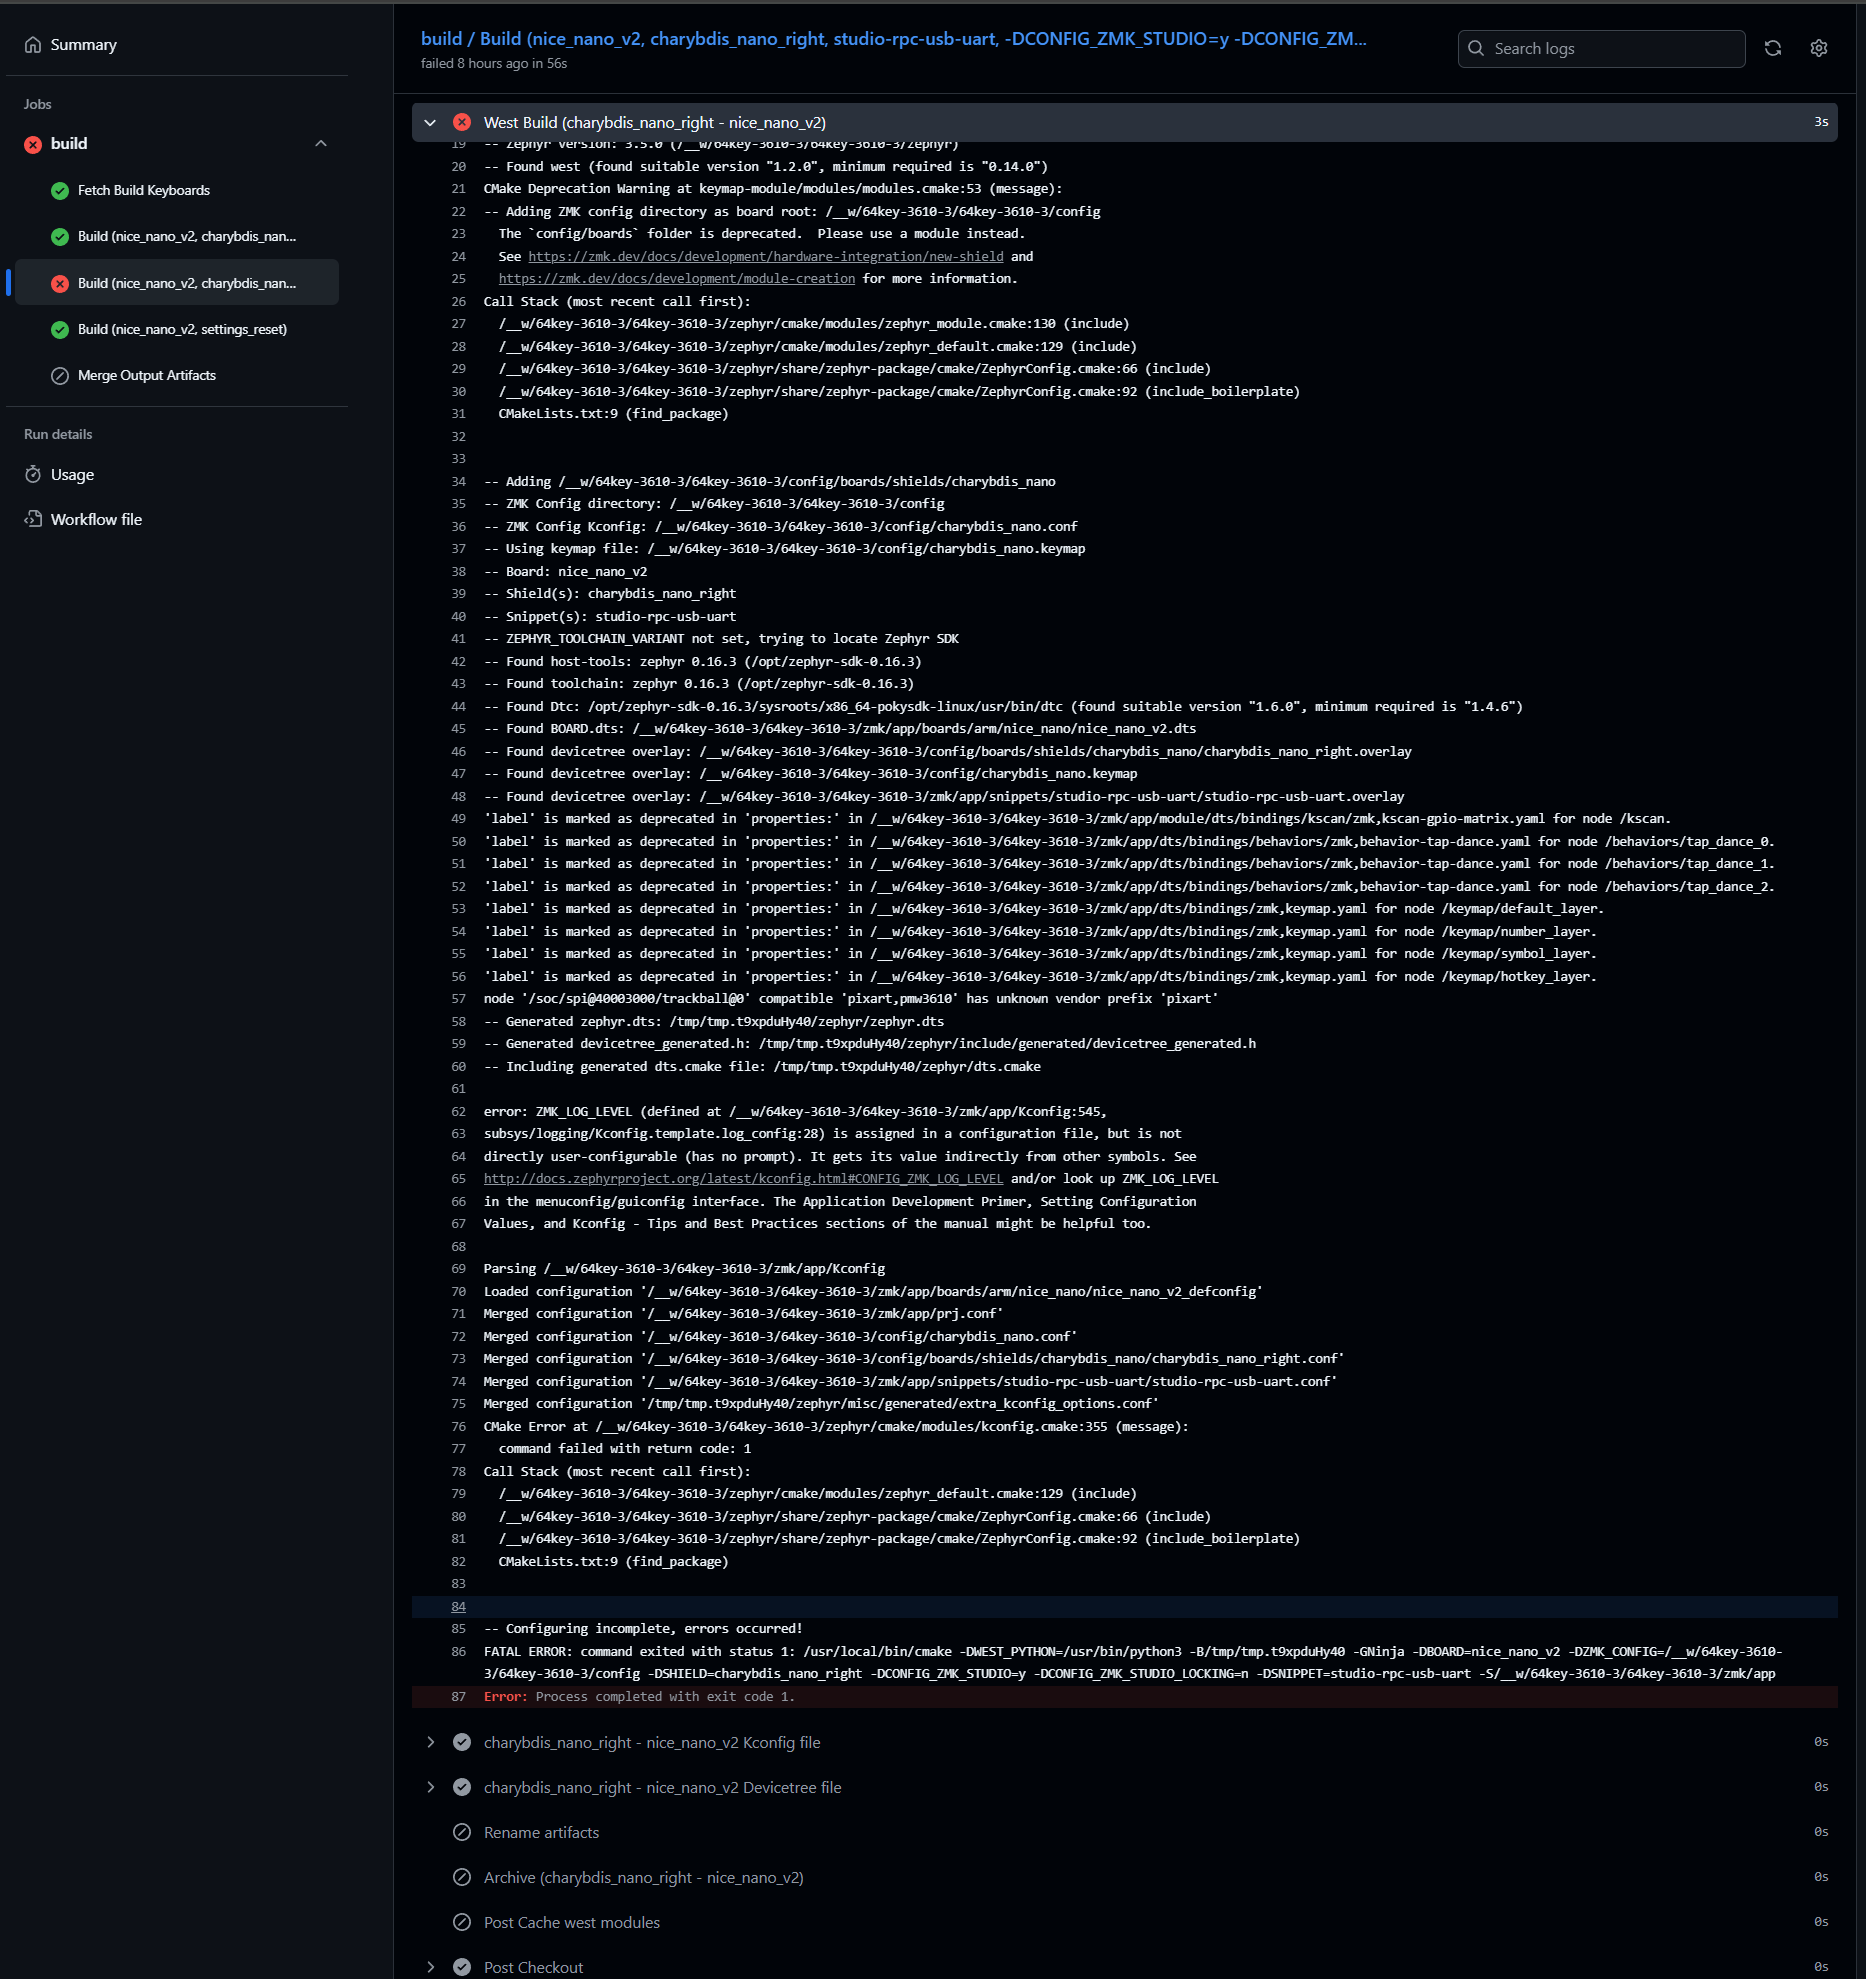 Summary
Jobs
build
Fetch Build Keyboards
Build (nice_nano_v2, charybdis_nan...
Build (nice_nano_v2, charybdis_nan...
Build (nice_nano_v2, settings_reset)
Merge Output Artifacts
Run details
Usage
Workflow file
build / Build (nice_nano_v2, charybdis_nano_right, studio-rpc-usb-uart, -DCONFIG_ZMK_STUDIO=y -DCONFIG_ZM...
failed 8 hours ago in 56s
Search logs
West Build (charybdis_nano_right - nice_nano_v2) 3s
19 -- Zephyr version: 3.5.0 (/__w/64key-3610-3/64key-3610-3/zephyr)
20 -- Found west (found suitable version "1.2.0", minimum required is "0.14.0")
21 CMake Deprecation Warning at keymap-module/modules/modules.cmake:53 (message):
22 -- Adding ZMK config directory as board root: /__w/64key-3610-3/64key-3610-3/config
23 The `config/boards` folder is deprecated.  Please use a module instead.
24 See https://zmk.dev/docs/development/hardware-integration/new-shield and
25 https://zmk.dev/docs/development/module-creation for more information.
26 Call Stack (most recent call first):
27 /__w/64key-3610-3/64key-3610-3/zephyr/cmake/modules/zephyr_module.cmake:130 (include)
28 /__w/64key-3610-3/64key-3610-3/zephyr/cmake/modules/zephyr_default.cmake:129 (include)
29 /__w/64key-3610-3/64key-3610-3/zephyr/share/zephyr-package/cmake/ZephyrConfig.cmake:66 (include)
30 /__w/64key-3610-3/64key-3610-3/zephyr/share/zephyr-package/cmake/ZephyrConfig.cmake:92 (include_boilerplate)
31 CMakeLists.txt:9 (find_package)
32
33
34 -- Adding /__w/64key-3610-3/64key-3610-3/config/boards/shields/charybdis_nano
35 -- ZMK Config directory: /__w/64key-3610-3/64key-3610-3/config
36 -- ZMK Config Kconfig: /__w/64key-3610-3/64key-3610-3/config/charybdis_nano.conf
37 -- Using keymap file: /__w/64key-3610-3/64key-3610-3/config/charybdis_nano.keymap
38 -- Board: nice_nano_v2
39 -- Shield(s): charybdis_nano_right
40 -- Snippet(s): studio-rpc-usb-uart
41 -- ZEPHYR_TOOLCHAIN_VARIANT not set, trying to locate Zephyr SDK
42 -- Found host-tools: zephyr 0.16.3 (/opt/zephyr-sdk-0.16.3)
43 -- Found toolchain: zephyr 0.16.3 (/opt/zephyr-sdk-0.16.3)
44 -- Found Dtc: /opt/zephyr-sdk-0.16.3/sysroots/x86_64-pokysdk-linux/usr/bin/dtc (found suitable version "1.6.0", minimum required is "1.4.6")
45 -- Found BOARD.dts: /__w/64key-3610-3/64key-3610-3/zmk/app/boards/arm/nice_nano/nice_nano_v2.dts
46 -- Found devicetree overlay: /__w/64key-3610-3/64key-3610-3/config/boards/shields/charybdis_nano/charybdis_nano_right.overlay
47 -- Found devicetree overlay: /__w/64key-3610-3/64key-3610-3/config/charybdis_nano.keymap
48 -- Found devicetree overlay: /__w/64key-3610-3/64key-3610-3/zmk/app/snippets/studio-rpc-usb-uart/studio-rpc-usb-uart.overlay
49 'label' is marked as deprecated in 'properties:' in /__w/64key-3610-3/64key-3610-3/zmk/app/module/dts/bindings/kscan/zmk,kscan-gpio-matrix.yaml for node /kscan.
50 'label' is marked as deprecated in 'properties:' in /__w/64key-3610-3/64key-3610-3/zmk/app/dts/bindings/behaviors/zmk,behavior-tap-dance.yaml for node /behaviors/tap_dance_0.
51 'label' is marked as deprecated in 'properties:' in /__w/64key-3610-3/64key-3610-3/zmk/app/dts/bindings/behaviors/zmk,behavior-tap-dance.yaml for node /behaviors/tap_dance_1.
52 'label' is marked as deprecated in 'properties:' in /__w/64key-3610-3/64key-3610-3/zmk/app/dts/bindings/behaviors/zmk,behavior-tap-dance.yaml for node /behaviors/tap_dance_2.
53 'label' is marked as deprecated in 'properties:' in /__w/64key-3610-3/64key-3610-3/zmk/app/dts/bindings/zmk,keymap.yaml for node /keymap/default_layer.
54 'label' is marked as deprecated in 'properties:' in /__w/64key-3610-3/64key-3610-3/zmk/app/dts/bindings/zmk,keymap.yaml for node /keymap/number_layer.
55 'label' is marked as deprecated in 'properties:' in /__w/64key-3610-3/64key-3610-3/zmk/app/dts/bindings/zmk,keymap.yaml for node /keymap/symbol_layer.
56 'label' is marked as deprecated in 'properties:' in /__w/64key-3610-3/64key-3610-3/zmk/app/dts/bindings/zmk,keymap.yaml for node /keymap/hotkey_layer.
57 node '/soc/spi@40003000/trackball@0' compatible 'pixart,pmw3610' has unknown vendor prefix 'pixart'
58 -- Generated zephyr.dts: /tmp/tmp.t9xpduHy40/zephyr/zephyr.dts
59 -- Generated devicetree_generated.h: /tmp/tmp.t9xpduHy40/zephyr/include/generated/devicetree_generated.h
60 -- Including generated dts.cmake file: /tmp/tmp.t9xpduHy40/zephyr/dts.cmake
61
62 error: ZMK_LOG_LEVEL (defined at /__w/64key-3610-3/64key-3610-3/zmk/app/Kconfig:545,
63 subsys/logging/Kconfig.template.log_config:28) is assigned in a configuration file, but is not
64 directly user-configurable (has no prompt). It gets its value indirectly from other symbols. See
65 http://docs.zephyrproject.org/latest/kconfig.html#CONFIG_ZMK_LOG_LEVEL and/or look up ZMK_LOG_LEVEL
66 in the menuconfig/guiconfig interface. The Application Development Primer, Setting Configuration
67 Values, and Kconfig - Tips and Best Practices sections of the manual might be helpful too.
68
69 Parsing /__w/64key-3610-3/64key-3610-3/zmk/app/Kconfig
70 Loaded configuration '/__w/64key-3610-3/64key-3610-3/zmk/app/boards/arm/nice_nano/nice_nano_v2_defconfig'
71 Merged configuration '/__w/64key-3610-3/64key-3610-3/zmk/app/prj.conf'
72 Merged configuration '/__w/64key-3610-3/64key-3610-3/config/charybdis_nano.conf'
73 Merged configuration '/__w/64key-3610-3/64key-3610-3/config/boards/shields/charybdis_nano/charybdis_nano_right.conf'
74 Merged configuration '/__w/64key-3610-3/64key-3610-3/zmk/app/snippets/studio-rpc-usb-uart/studio-rpc-usb-uart.conf'
75 Merged configuration '/tmp/tmp.t9xpduHy40/zephyr/misc/generated/extra_kconfig_options.conf'
76 CMake Error at /__w/64key-3610-3/64key-3610-3/zephyr/cmake/modules/kconfig.cmake:355 (message):
77 command failed with return code: 1
78 Call Stack (most recent call first):
79 /__w/64key-3610-3/64key-3610-3/zephyr/cmake/modules/zephyr_default.cmake:129 (include)
80 /__w/64key-3610-3/64key-3610-3/zephyr/share/zephyr-package/cmake/ZephyrConfig.cmake:66 (include)
81 /__w/64key-3610-3/64key-3610-3/zephyr/share/zephyr-package/cmake/ZephyrConfig.cmake:92 (include_boilerplate)
82 CMakeLists.txt:9 (find_package)
83
84
85 -- Configuring incomplete, errors occurred!
86 FATAL ERROR: command exited with status 1: /usr/local/bin/cmake -DWEST_PYTHON=/usr/bin/python3 -B/tmp/tmp.t9xpduHy40 -GNinja -DBOARD=nice_nano_v2 -DZMK_CONFIG=/__w/64key-3610-
3/64key-3610-3/config -DSHIELD=charybdis_nano_right -DCONFIG_ZMK_STUDIO=y -DCONFIG_ZMK_STUDIO_LOCKING=n -DSNIPPET=studio-rpc-usb-uart -S/__w/64key-3610-3/64key-3610-3/zmk/app
87 Error: Process completed with exit code 1.
charybdis_nano_right - nice_nano_v2 Kconfig file 0s
charybdis_nano_right - nice_nano_v2 Devicetree file 0s
Rename artifacts 0s
Archive (charybdis_nano_right - nice_nano_v2) 0s
Post Cache west modules 0s
Post Checkout 0s